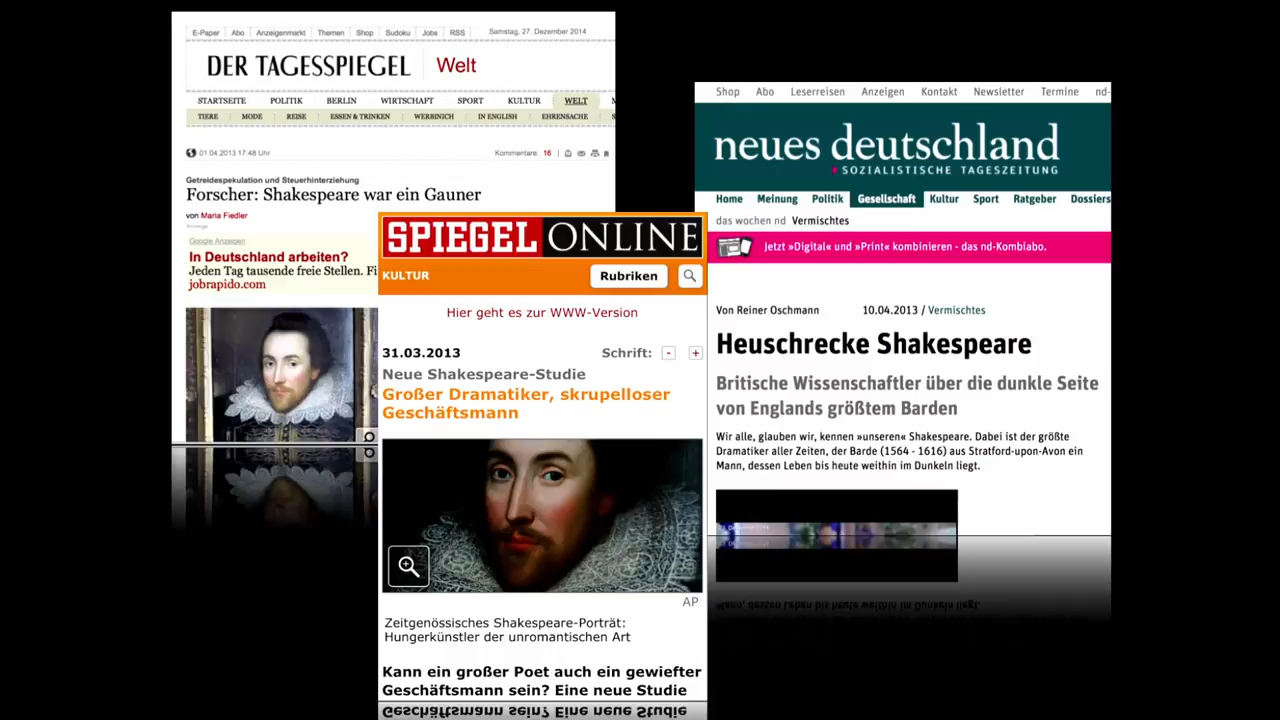 E-Paper Abo Anzeigenmarkt Themen Shop Sudoku Jobs RSS Samstag, 27. Dezember 2014
DER TAGESSPIEGEL Welt
STARTSEITE POLITIK BERLIN WIRTSCHAFT SPORT KULTUR WELT
TIERE MODE REISE ESSEN & TRINKEN WERBINICH IN ENGLISH EHRENSACHE
01.04.2013 17:48 Uhr Kommentare: 16
Getreidespekulation und Steuerhinterziehung
Forscher: Shakespeare war ein Gauner
von Maria Fiedler
Anzeige
Google Anzeigen
In Deutschland arbeiten?
Jeden Tag tausende freie Stellen. Fi
jobrapido.com
SPIEGEL ONLINE
KULTUR Rubriken
Hier geht es zur WWW-Version
31.03.2013 Schrift: - +
Neue Shakespeare-Studie
Großer Dramatiker, skrupelloser
Geschäftsmann
AP
Zeitgenössisches Shakespeare-Porträt:
Hungerkünstler der unromantischen Art
Kann ein großer Poet auch ein gewiefter
Geschäftsmann sein? Eine neue Studie
Shop Abo Leserreisen Anzeigen Kontakt Newsletter Termine nd-
neues deutschland
SOZIALISTISCHE TAGESZEITUNG
Home Meinung Politik Gesellschaft Kultur Sport Ratgeber Dossiers
das wochen nd Vermischtes
Jetzt »Digital« und »Print« kombinieren - das nd-Kombiabo.
Von Reiner Oschmann 10.04.2013 / Vermischtes
Heuschrecke Shakespeare
Britische Wissenschaftler über die dunkle Seite
von Englands größtem Barden
Wir alle, glauben wir, kennen »unseren« Shakespeare. Dabei ist der größte
Dramatiker aller Zeiten, der Barde (1564 - 1616) aus Stratford-upon-Avon ein
Mann, dessen Leben bis heute weithin im Dunkeln liegt.